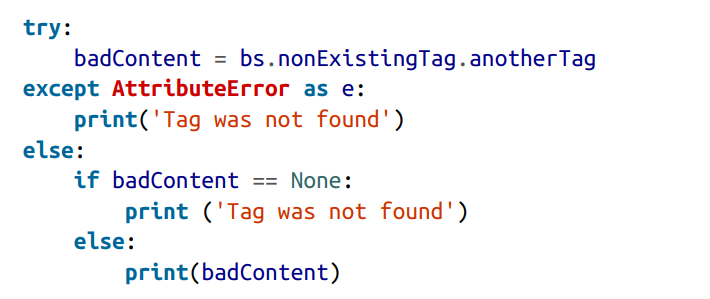 try:
    badContent = bs.nonExistingTag.anotherTag
except AttributeError as e:
    print('Tag was not found')
else:
    if badContent == None:
        print ('Tag was not found')
    else:
        print(badContent)